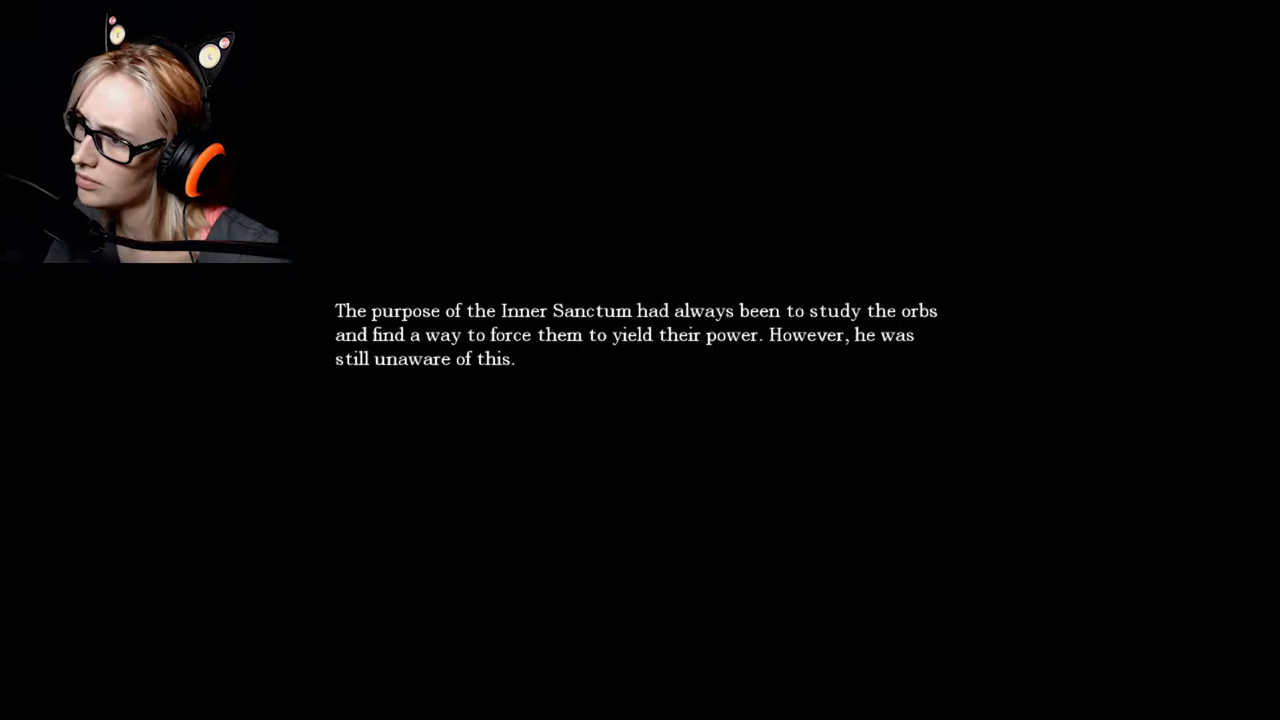 The purpose of the Inner Sanctum had always been to study the orbs
and find a way to force them to yield their power. However, he was
still unaware of this.